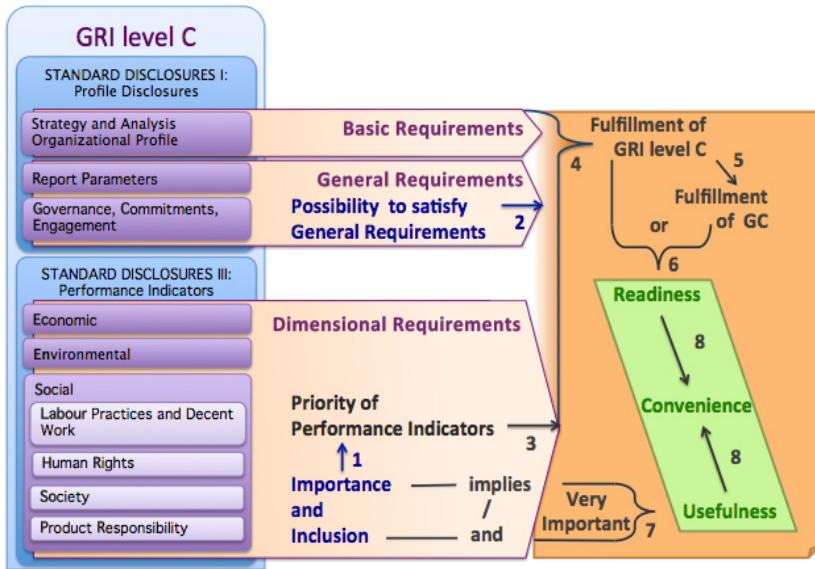 GRI level C
STANDARD DISCLOSURES I:
Profile Disclosures
Strategy and Analysis
Organizational Profile
Report Parameters
Governance, Commitments,
Engagement
STANDARD DISCLOSURES III:
Performance Indicators
Economic
Environmental
Social
Labour Practices and Decent
Work
Human Rights
Society
Product Responsibility
Basic Requirements
General Requirements
Possibility to satisfy
General Requirements
2
Dimensional Requirements
Priority of
Performance Indicators
3
1
Importance
and
Inclusion
implies
/
and
4
Fulfillment of
GRI level C
5
Fulfillment
of GC
or
6
Readiness
8
Convenience
8
Usefulness
Very
Important
7